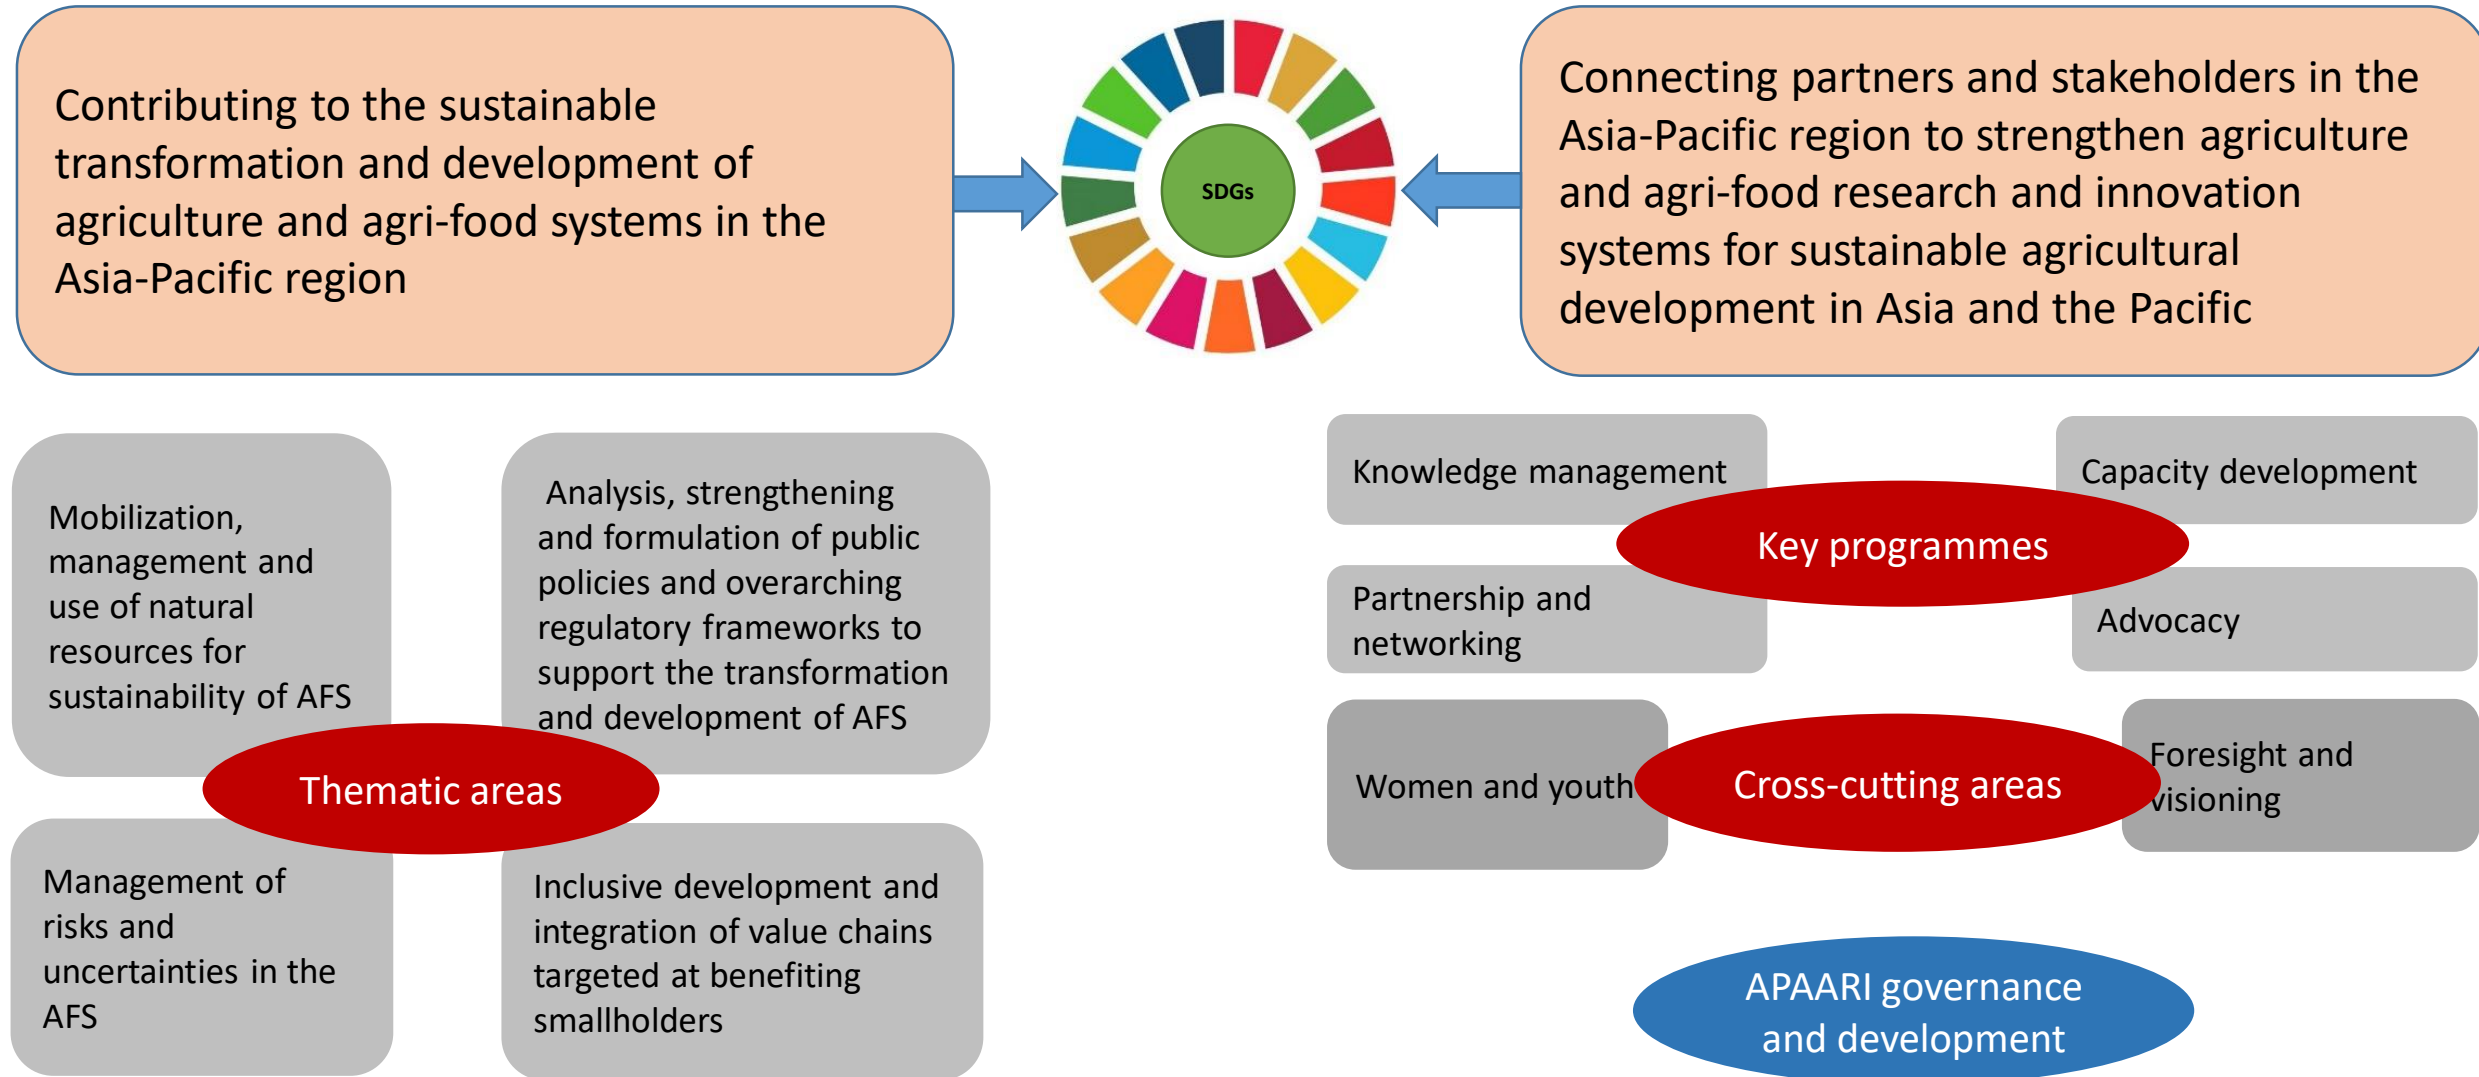 Contributing to the sustainable
transformation and development of
agriculture and agri-food systems in the
Asia-Pacific region
SDGs
Connecting partners and stakeholders in the
Asia-Pacific region to strengthen agriculture
and agri-food research and innovation
systems for sustainable agricultural
development in Asia and the Pacific
Mobilization,
management and
use of natural
resources for
sustainability of AFS
Analysis, strengthening
and formulation of public
policies and overarching
regulatory frameworks to
support the transformation
and development of AFS
Thematic areas
Management of
risks and
uncertainties in the
AFS
Inclusive development and
integration of value chains
targeted at benefiting
smallholders
Knowledge management
Capacity development
Key programmes
Partnership and
networking
Advocacy
Women and youth
Cross-cutting areas
Foresight and
visioning
APAARI governance
and development